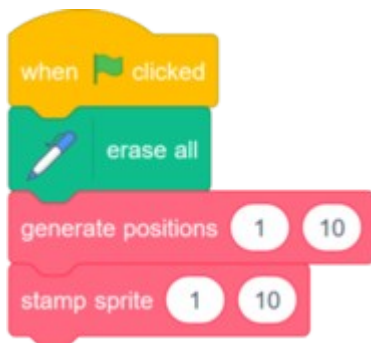 when clicked
erase all
generate positions 1 10
stamp sprite 1 10